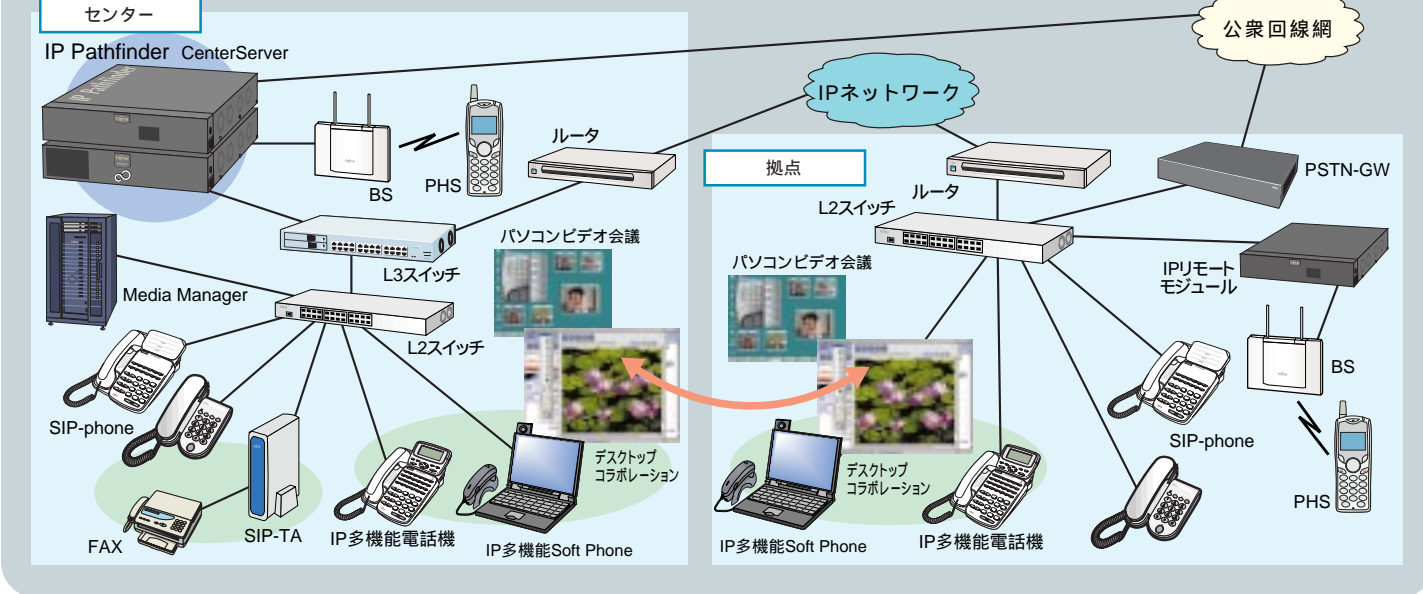 センター
IP Pathfinder CenterServer
IP Pathfinder
BS
PHS
ルータ
L3スイッチ
Media Manager
L2スイッチ
パソコンビデオ会議
SIP-phone
デスクトップ
コラボレーション
FAX
SIP-TA
IP多機能電話機
IP多機能Soft Phone
IPネットワーク
公衆回線網
拠点
ルータ
L2スイッチ
PSTN-GW
パソコンビデオ会議
IPリモート
モジュール
BS
SIP-phone
PHS
デスクトップ
コラボレーション
IP多機能Soft Phone
IP多機能電話機